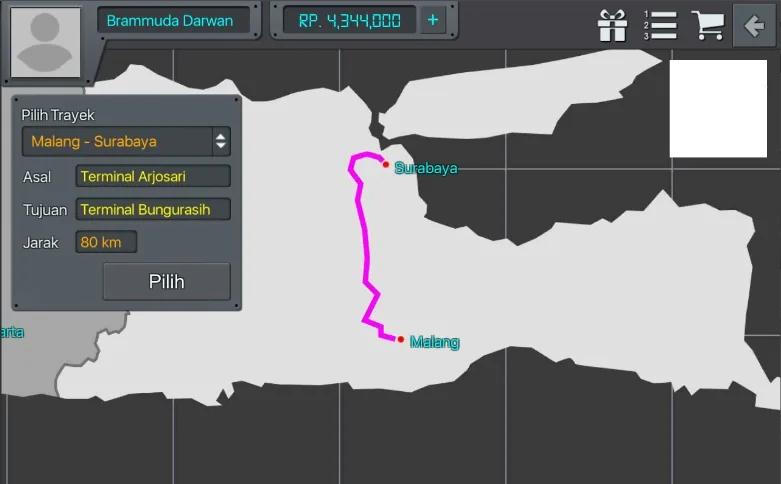 Brammuda Darwan
RP. 4,344,000
+
1
2
3
Pilih Trayek
Malang - Surabaya
Asal
Terminal Arjosari
Tujuan
Terminal Bungurasih
Jarak
80 km
Pilih
Surabaya
arta
Malang